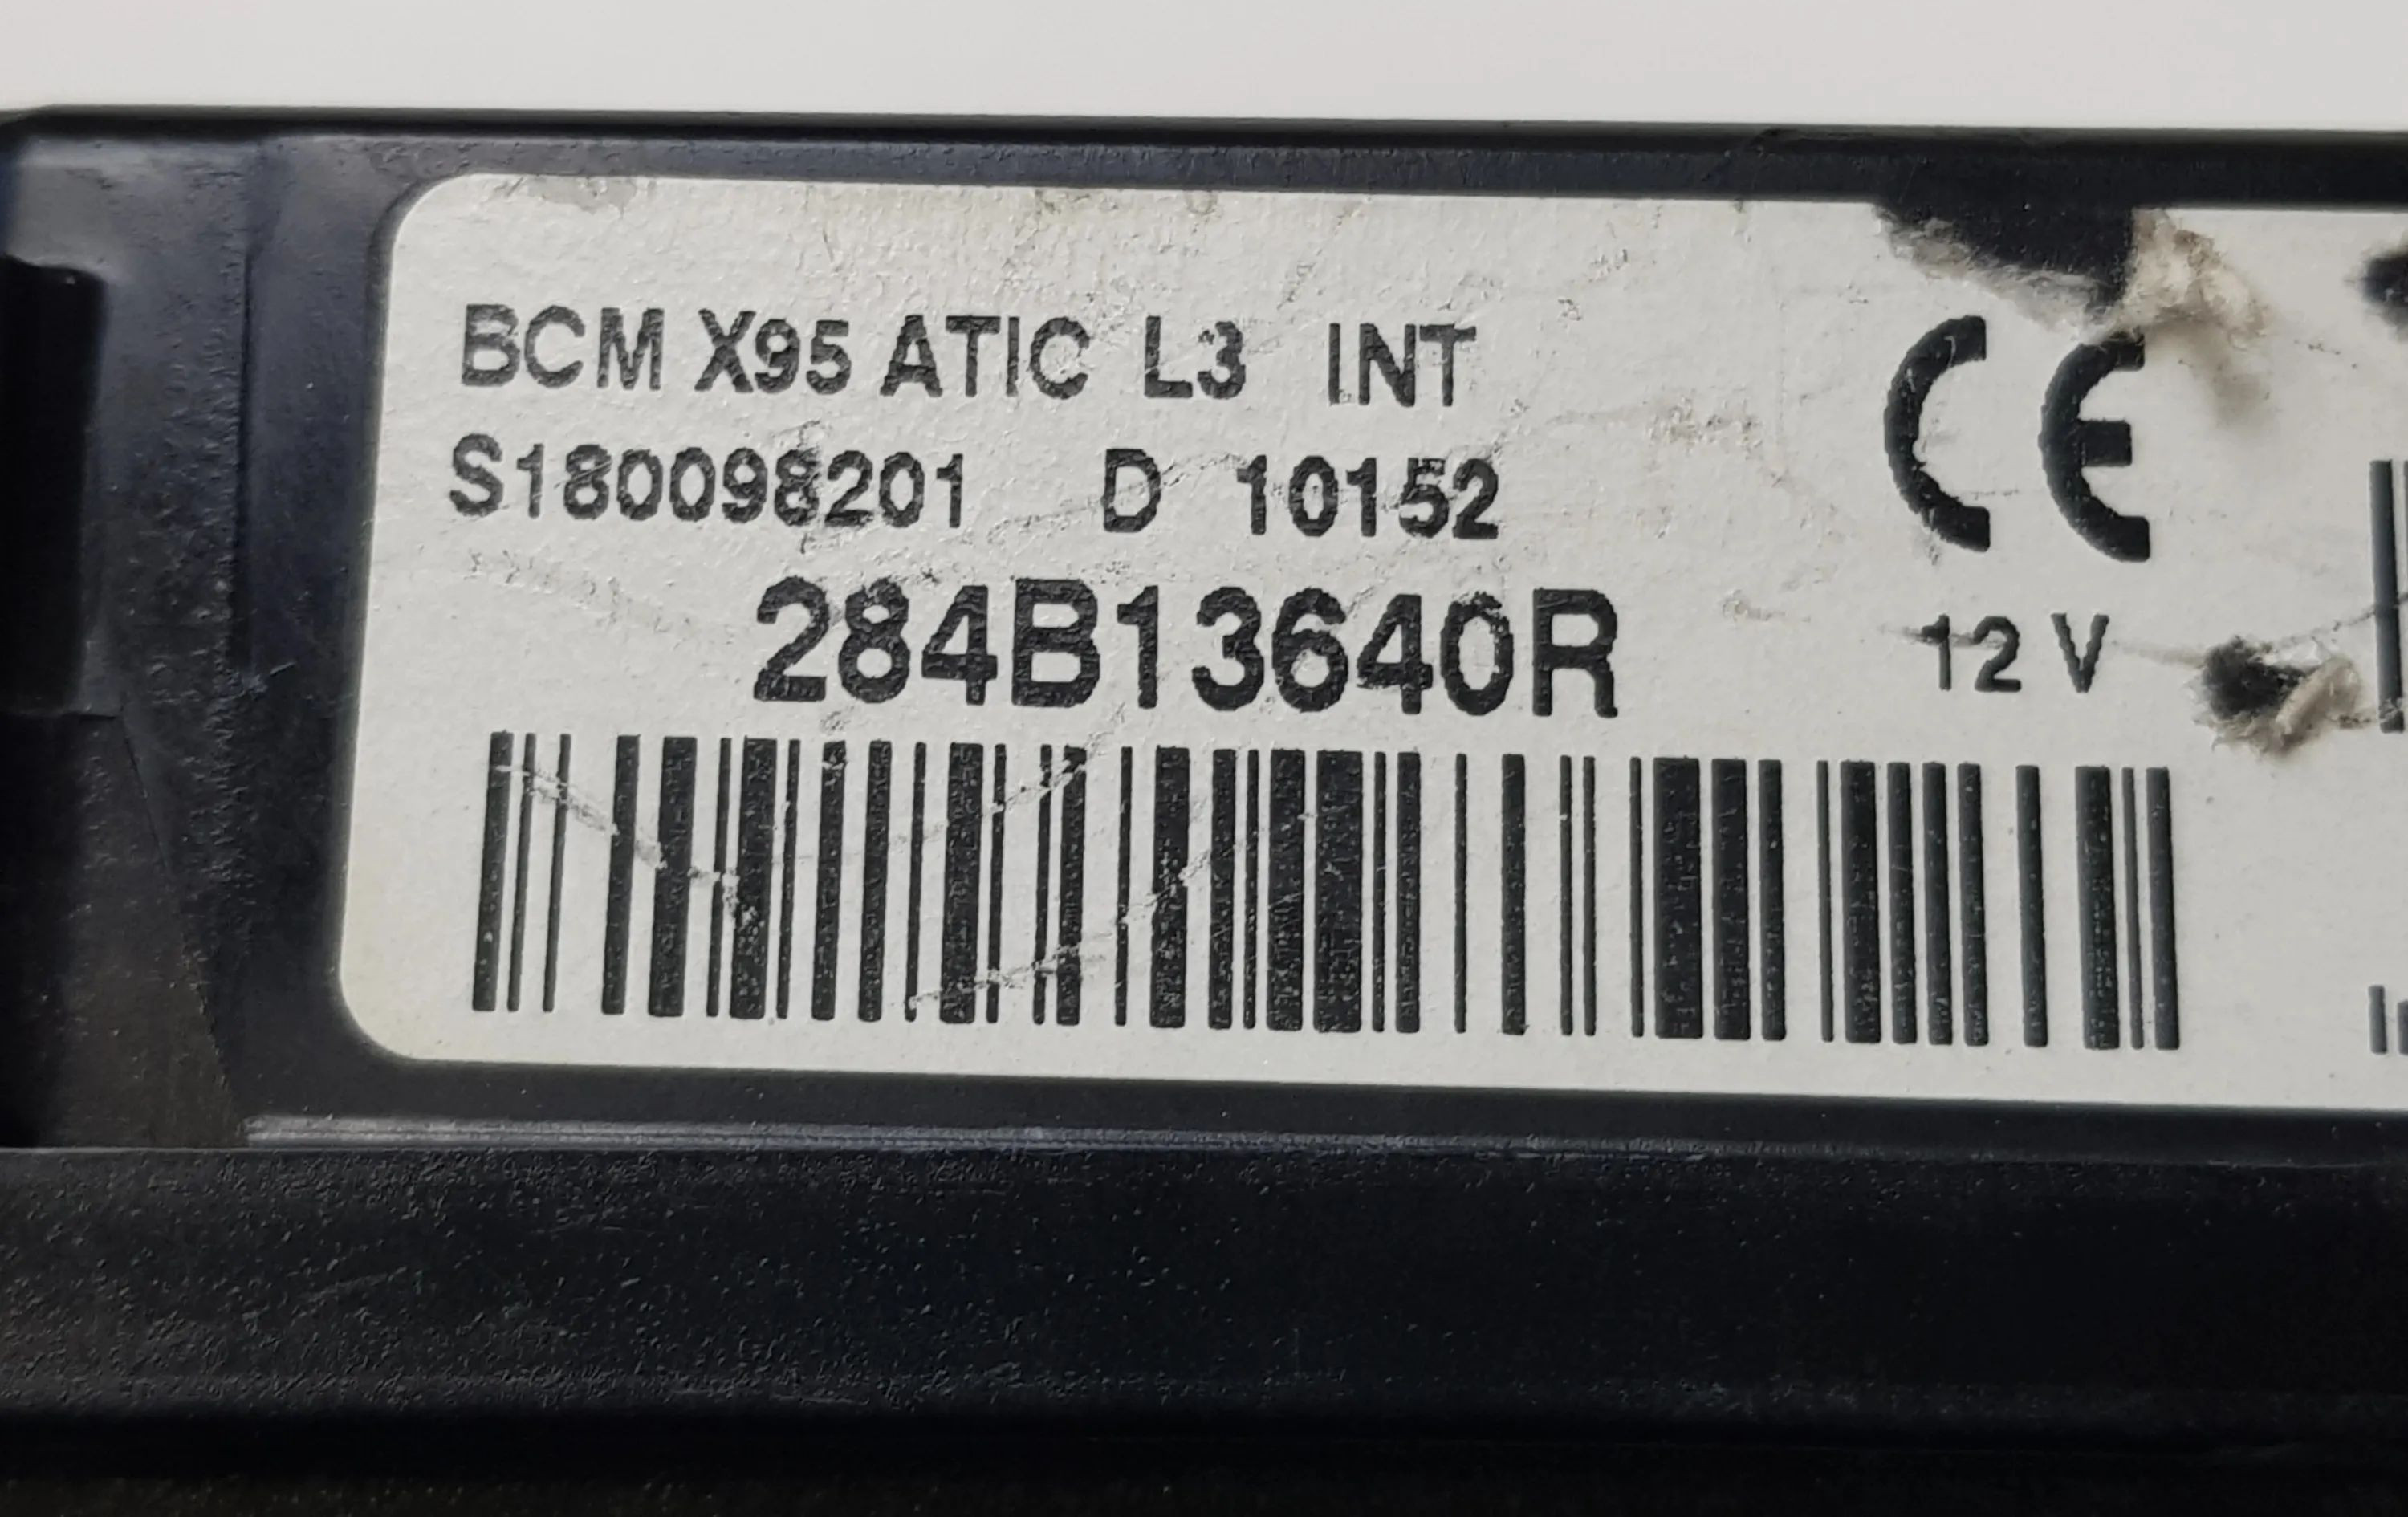 BCM X95 ATIC L3 INT
S180098201 D 10152
284B13640R
CE
12 V